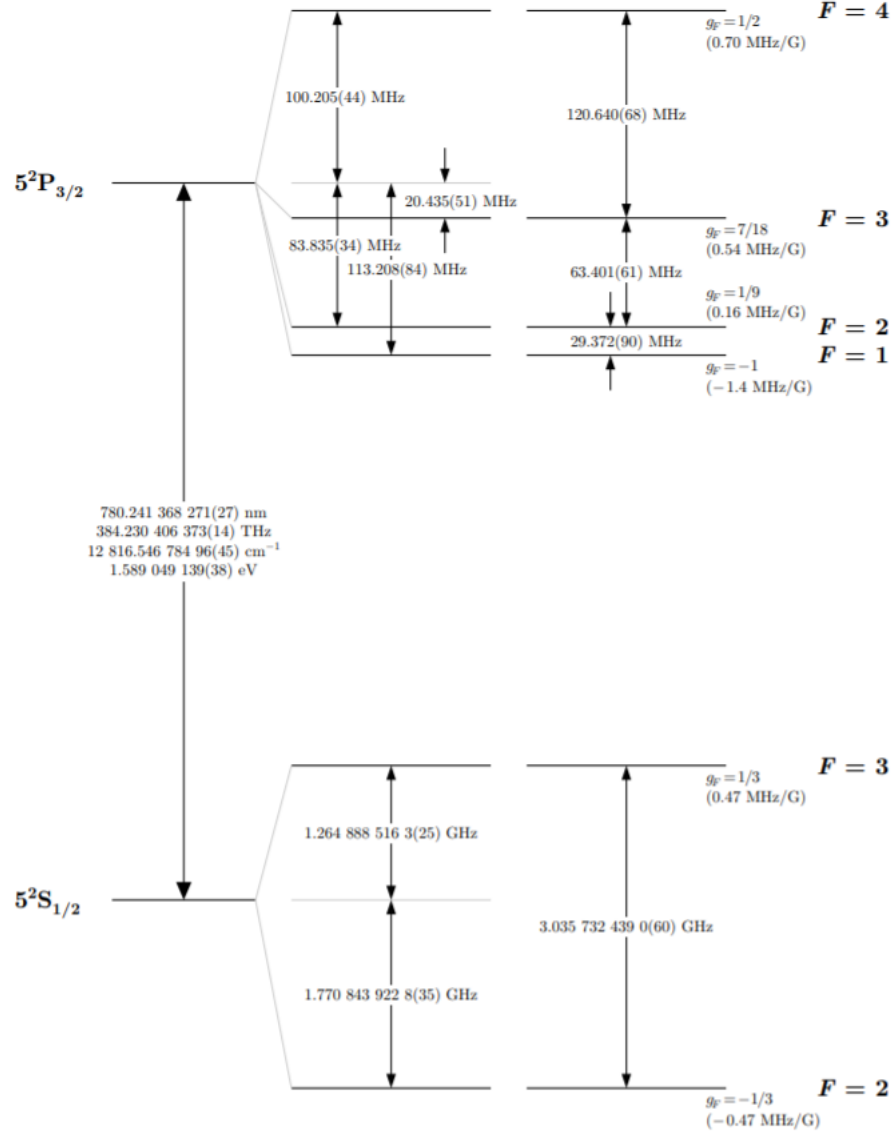 F = 4
g_F = 1/2
(0.70 MHz/G)
100.205(44) MHz
120.640(68) MHz
5²P₃/₂
20.435(51) MHz
F = 3
g_F = 7/18
(0.54 MHz/G)
83.835(34) MHz
113.208(84) MHz
63.401(61) MHz
g_F = 1/9
(0.16 MHz/G)
F = 2
29.372(90) MHz
F = 1
g_F = −1
(−1.4 MHz/G)
780.241 368 271(27) nm
384.230 406 373(14) THz
12 816.546 784 96(45) cm⁻¹
1.589 049 139(38) eV
F = 3
g_F = 1/3
(0.47 MHz/G)
1.264 888 516 3(25) GHz
5²S₁/₂
3.035 732 439 0(60) GHz
1.770 843 922 8(35) GHz
F = 2
g_F = −1/3
(−0.47 MHz/G)